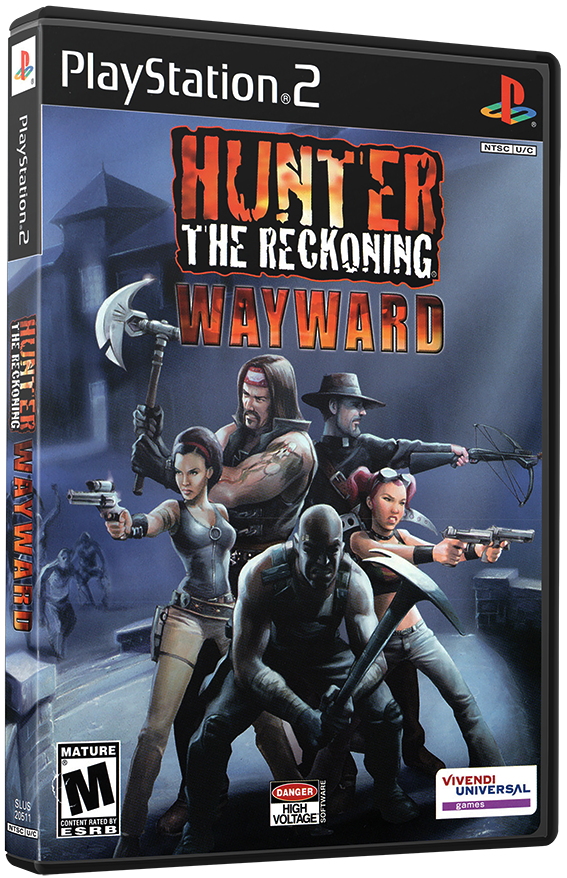 PlayStation®2
NTSC U/C
HUNTER
THE RECKONING®
WAYWARD
MATURE
M
CONTENT RATED BY
ESRB
DANGER
HIGH
VOLTAGE
SOFTWARE
VIVENDI
UNIVERSAL
games
PlayStation®2
HUNTER
THE RECKONING
WAYWARD
SLUS
20511
NTSC U/C